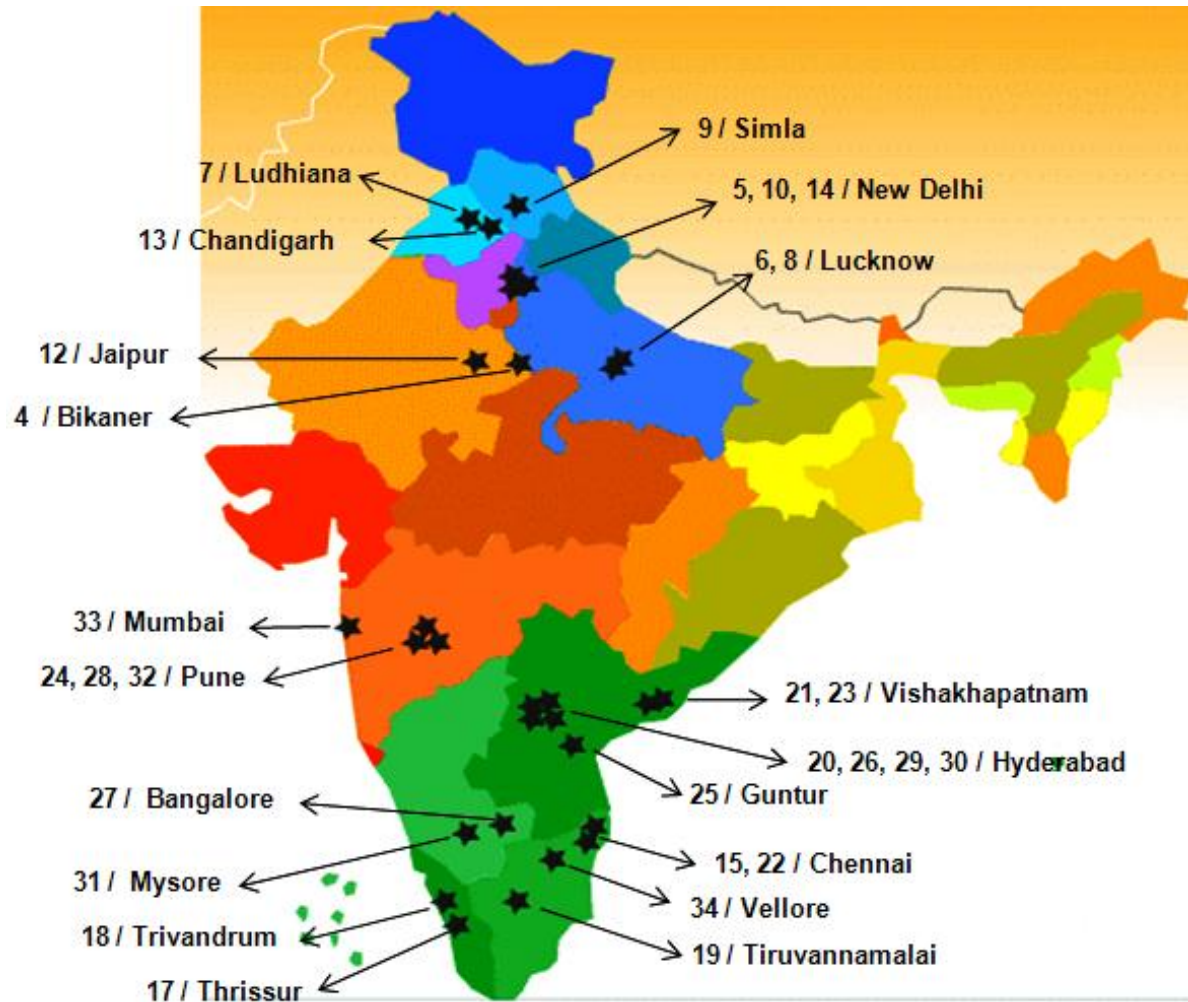 9 / Simla
7 / Ludhiana
5, 10, 14 / New Delhi
13 / Chandigarh
6, 8 / Lucknow
12 / Jaipur
4 / Bikaner
33 / Mumbai
24, 28, 32 / Pune
21, 23 / Vishakhapatnam
20, 26, 29, 30 / Hyderabad
25 / Guntur
27 / Bangalore
15, 22 / Chennai
31 / Mysore
34 / Vellore
18 / Trivandrum
19 / Tiruvannamalai
17 / Thrissur